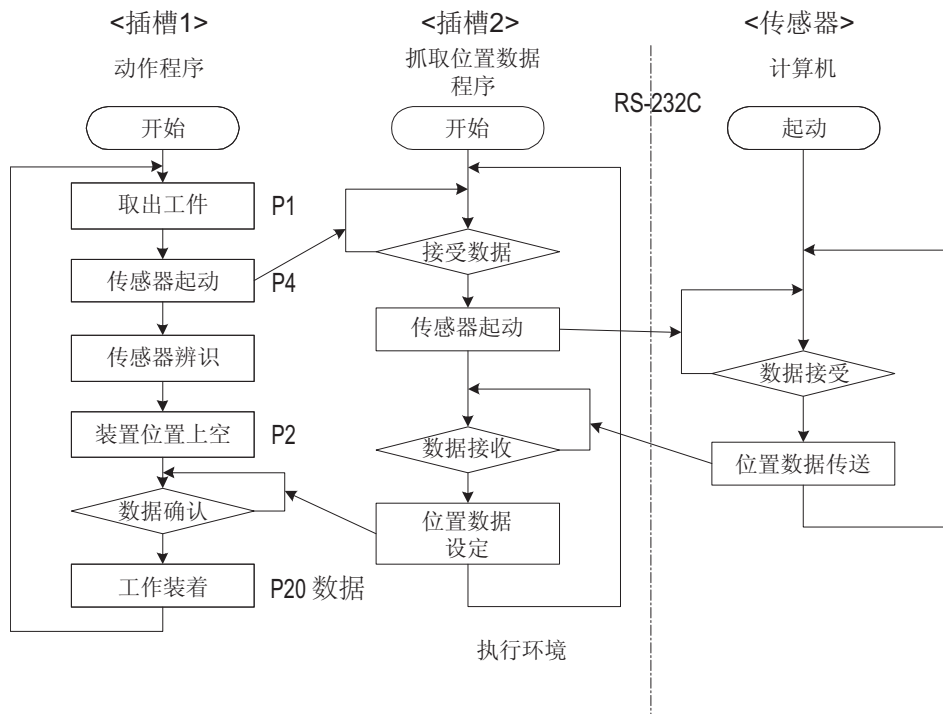 <插槽1>
动作程序
开始
取出工件
P1
传感器起动
P4
传感器辨识
装置位置上空
P2
数据确认
工作装着
P20 数据
<插槽2>
抓取位置数据
程序
开始
接受数据
传感器起动
数据接收
位置数据
设定
执行环境
RS-232C
<传感器>
计算机
起动
数据接受
位置数据传送